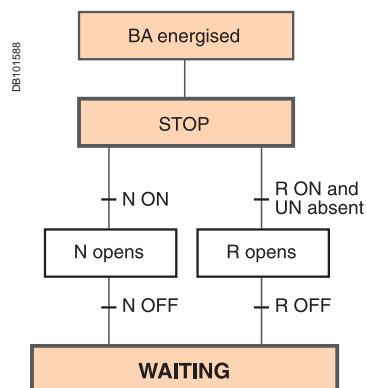 DB101588
BA energised
STOP
N ON
R ON and
UN absent
N opens
R opens
N OFF
R OFF
WAITING